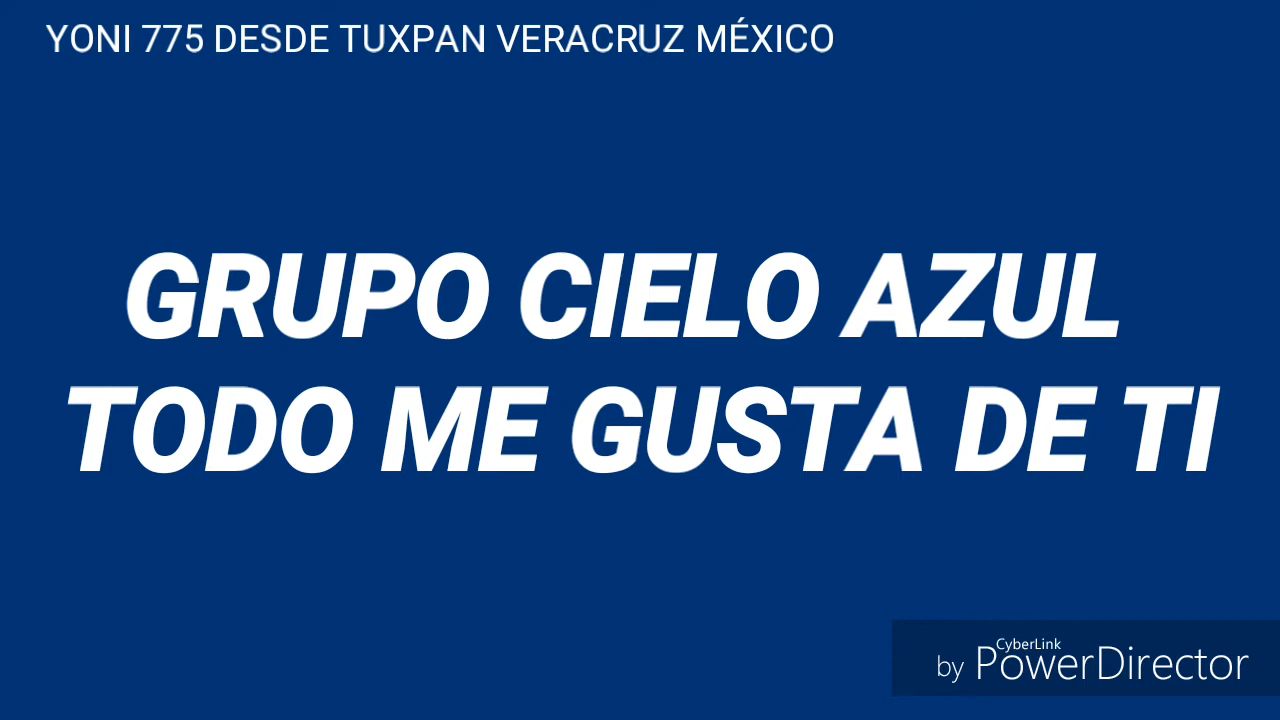 YONI 775 DESDE TUXPAN VERACRUZ MÉXICO
GRUPO CIELO AZUL
TODO ME GUSTA DE TI
CyberLink
by PowerDirector